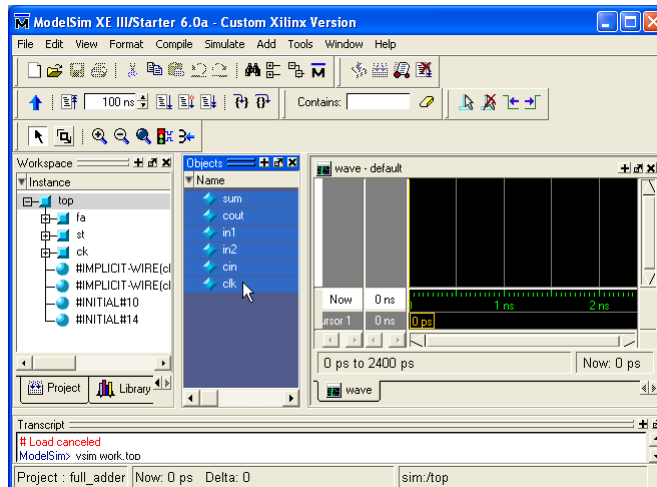 ModelSim XE III/Starter 6.0a - Custom Xilinx Version
File Edit View Format Compile Simulate Add Tools Window Help
100 ns
Contains:
Workspace
Instance
top
fa
st
ck
#IMPLICIT-WIRE(cl
#IMPLICIT-WIRE(cl
#INITIAL#10
#INITIAL#14
Project Library
Objects
Name
sum
cout
in1
in2
cin
clk
wave - default
Now 0 ns
ursor 1 0 ns
1 ns 2 ns
0 ps
0 ps to 2400 ps Now: 0 ps
wave
Transcript
# Load canceled
ModelSim> vsim work.top
Project : full_adder Now: 0 ps Delta: 0 sim:/top